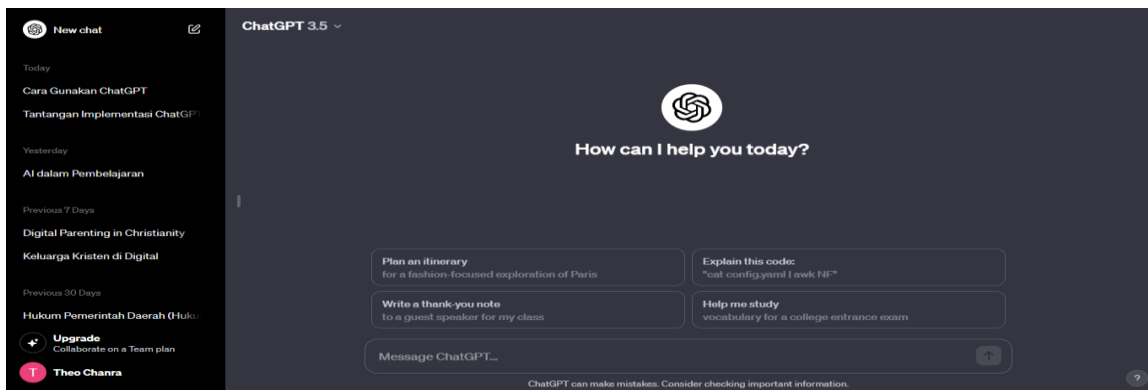 New chat
Today
Cara Gunakan ChatGPT
Tantangan Implementasi ChatGPT
Yesterday
AI dalam Pembelajaran
Previous 7 Days
Digital Parenting in Christianity
Keluarga Kristen di Digital
Previous 30 Days
Hukum Pemerintah Daerah (Huku
Upgrade
Collaborate on a Team plan
T Theo Chanra
ChatGPT 3.5
How can I help you today?
Plan an itinerary
for a fashion-focused exploration of Paris
Explain this code:
"cat config.yaml | awk NF"
Write a thank-you note
to a guest speaker for my class
Help me study
vocabulary for a college entrance exam
Message ChatGPT...
ChatGPT can make mistakes. Consider checking important information.
?